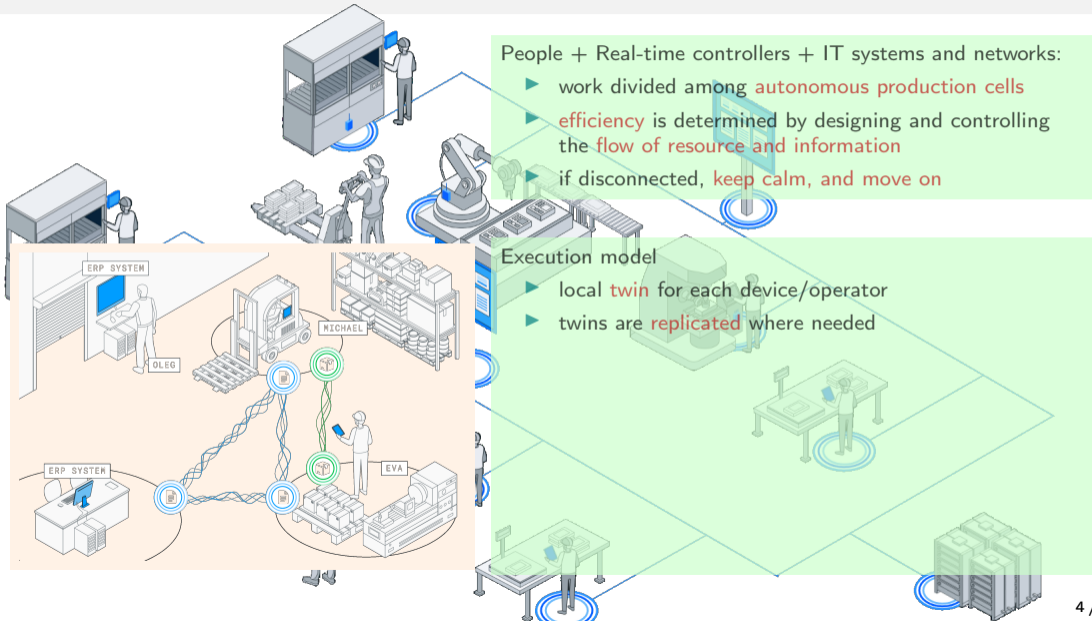 People + Real-time controllers + IT systems and networks:
work divided among autonomous production cells
efficiency is determined by designing and controlling
the flow of resource and information
if disconnected, keep calm, and move on
Execution model
local twin for each device/operator
twins are replicated where needed
ERP SYSTEM
OLEG
MICHAEL
ERP SYSTEM
EVA
4 /